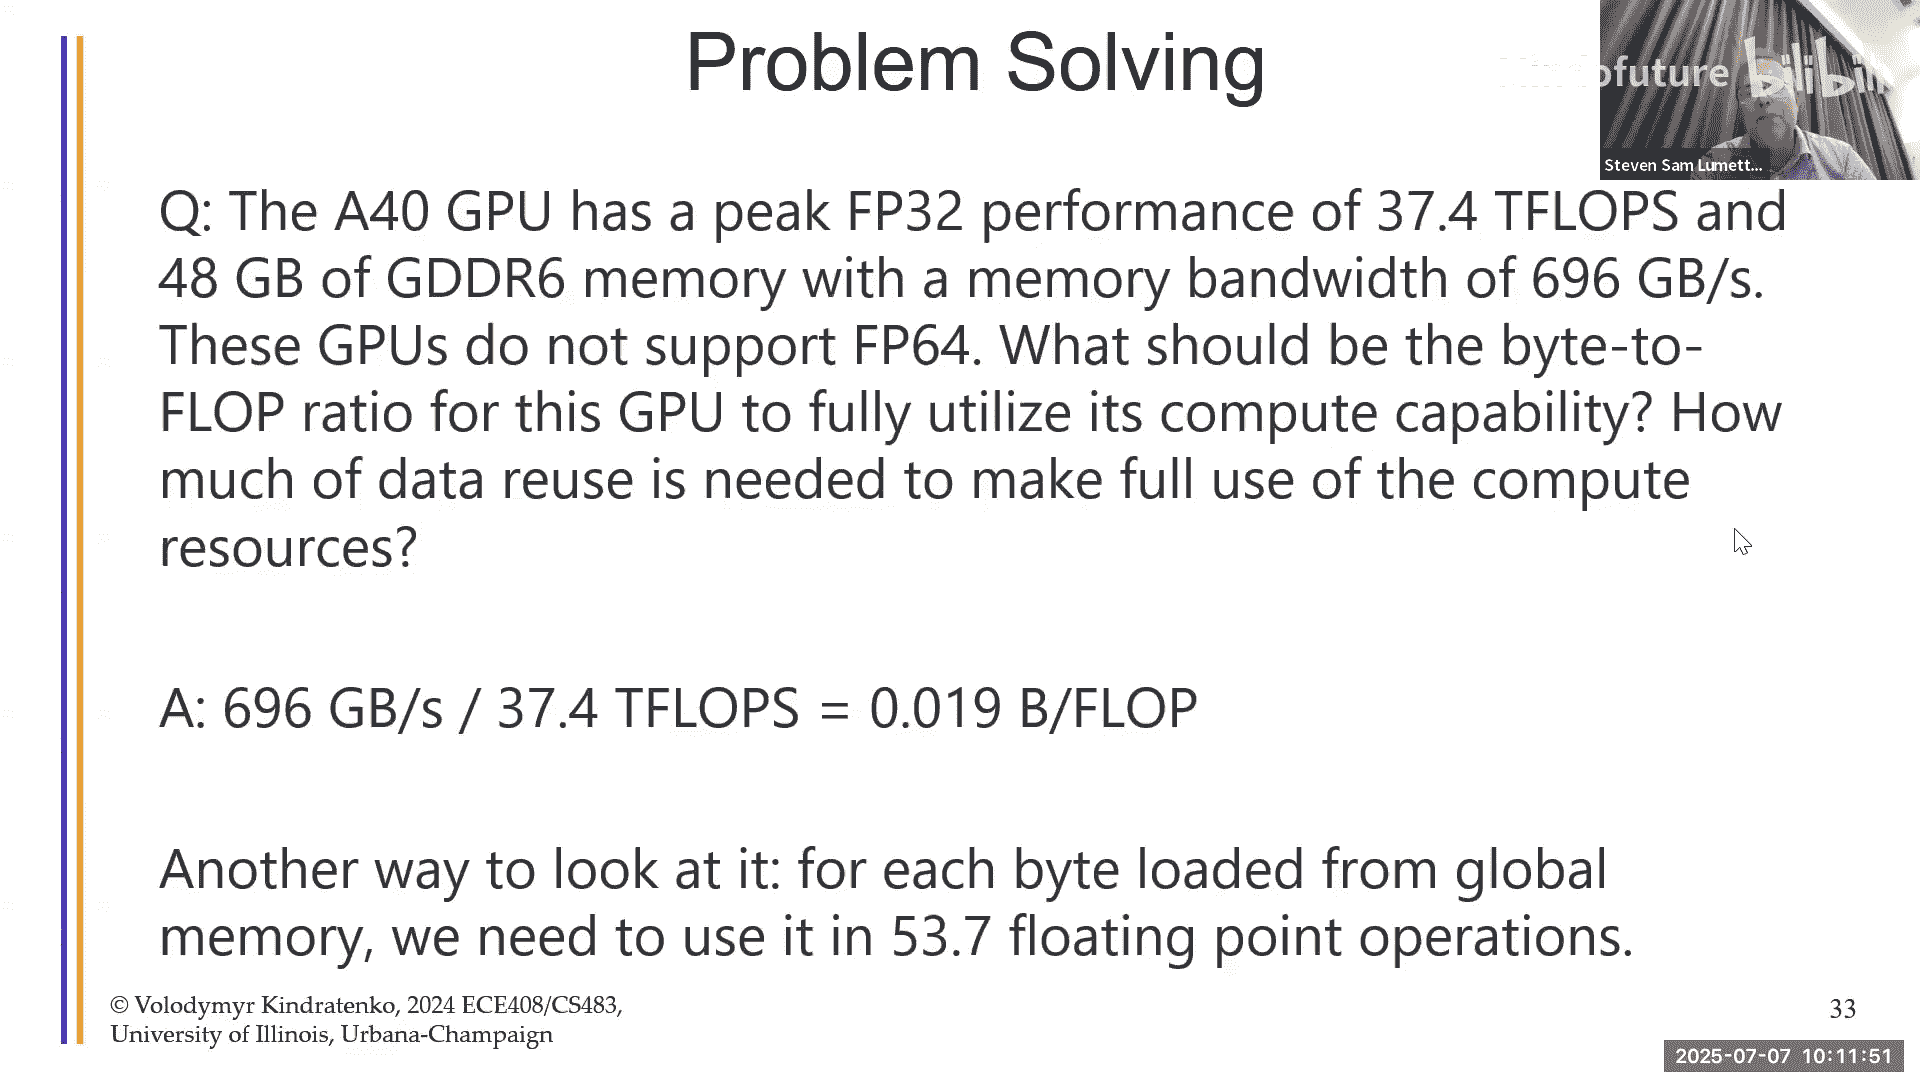 Problem Solving
ofuture bilibili
Steven Sam Lumett...
Q: The A40 GPU has a peak FP32 performance of 37.4 TFLOPS and
48 GB of GDDR6 memory with a memory bandwidth of 696 GB/s.
These GPUs do not support FP64. What should be the byte-to-
FLOP ratio for this GPU to fully utilize its compute capability? How
much of data reuse is needed to make full use of the compute
resources?
A: 696 GB/s / 37.4 TFLOPS = 0.019 B/FLOP
Another way to look at it: for each byte loaded from global
memory, we need to use it in 53.7 floating point operations.
© Volodymyr Kindratenko, 2024 ECE408/CS483,
University of Illinois, Urbana-Champaign
33
2025-07-07 10:11:51